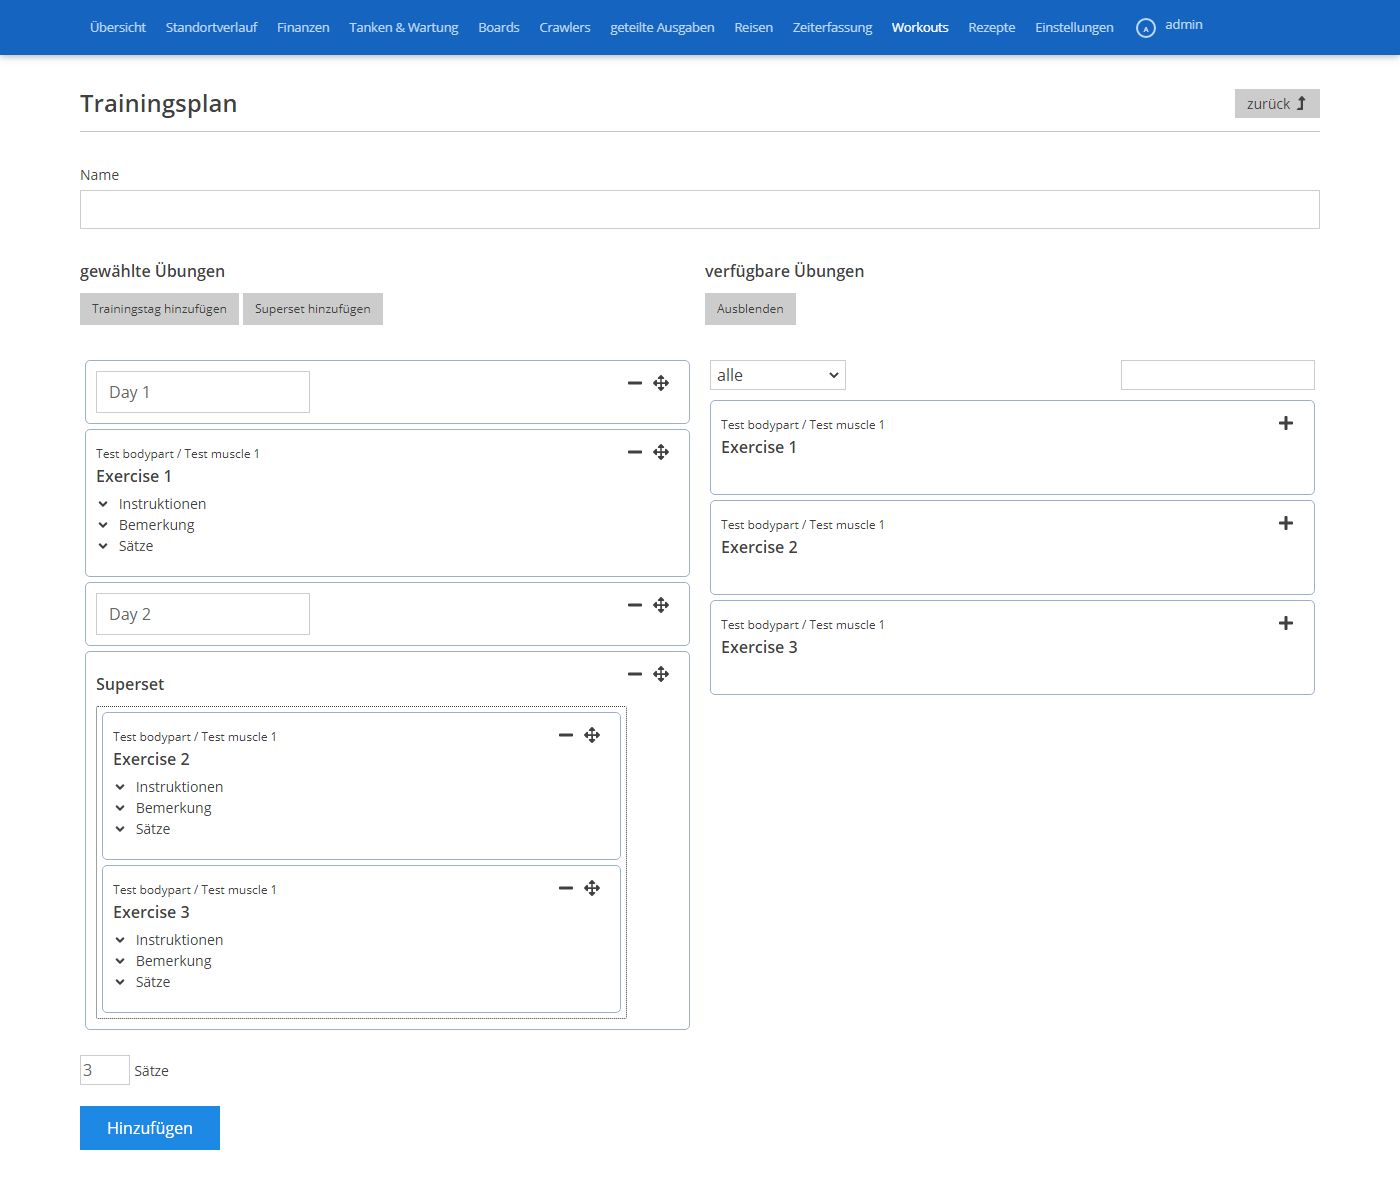 Übersicht Standortverlauf Finanzen Tanken & Wartung Boards Crawlers geteilte Ausgaben Reisen Zeiterfassung Workouts Rezepte Einstellungen A admin
Trainingsplan
zurück
Name
gewählte Übungen
Trainingstag hinzufügen Superset hinzufügen
Day 1
Test bodypart / Test muscle 1
Exercise 1
Instruktionen
Bemerkung
Sätze
Day 2
Superset
Test bodypart / Test muscle 1
Exercise 2
Instruktionen
Bemerkung
Sätze
Test bodypart / Test muscle 1
Exercise 3
Instruktionen
Bemerkung
Sätze
3 Sätze
Hinzufügen
verfügbare Übungen
Ausblenden
alle
Test bodypart / Test muscle 1
Exercise 1
Test bodypart / Test muscle 1
Exercise 2
Test bodypart / Test muscle 1
Exercise 3